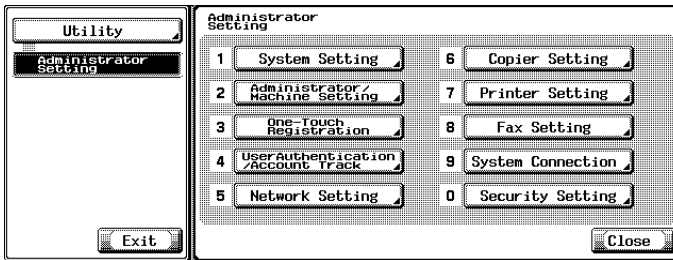 Utility
Administrator
Setting
Exit
Administrator
Setting
1 System Setting
2 Administrator/
Machine Setting
3 One-Touch
Registration
4 UserAuthentication
/Account Track
5 Network Setting
6 Copier Setting
7 Printer Setting
8 Fax Setting
9 System Connection
0 Security Setting
Close